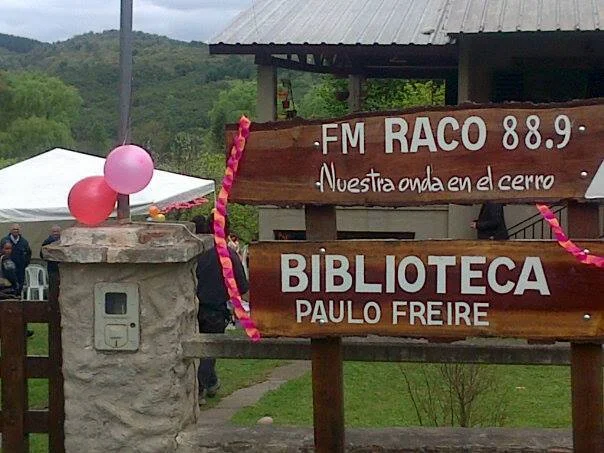 FM RACO 88.9
Nuestra onda en el cerro
BIBLIOTECA
PAULO FREIRE